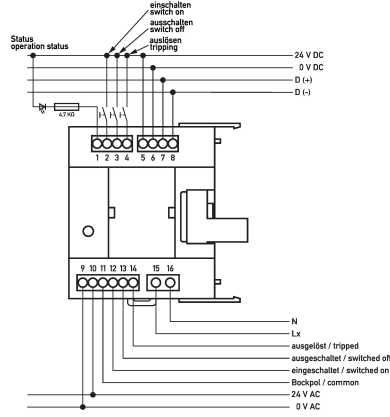 einschalten
switch on
ausschalten
switch off
auslösen
tripping
Status
operation status
24 V DC
0 V DC
D (+)
D (-)
4,7 KΩ
1 2 3 4 5 6 7 8
9 10 11 12 13 14 15 16
N
Lx
ausgelöst / tripped
ausgeschaltet / switched off
eingeschaltet / switched on
Bockpol / common
24 V AC
0 V AC